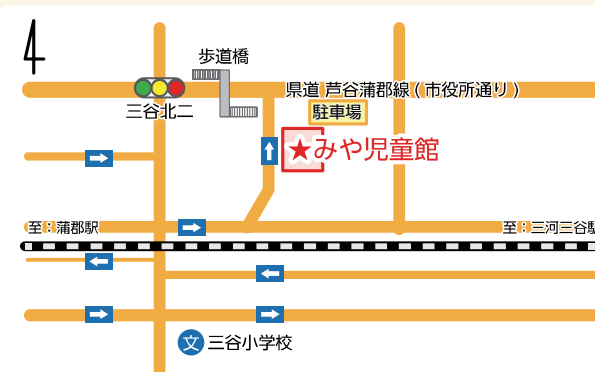 歩道橋
県道 芦谷蒲郡線 ( 市役所通り )
三谷北二
駐車場
みや児童館
至：蒲郡駅
至：三河三谷駅
文 三谷小学校